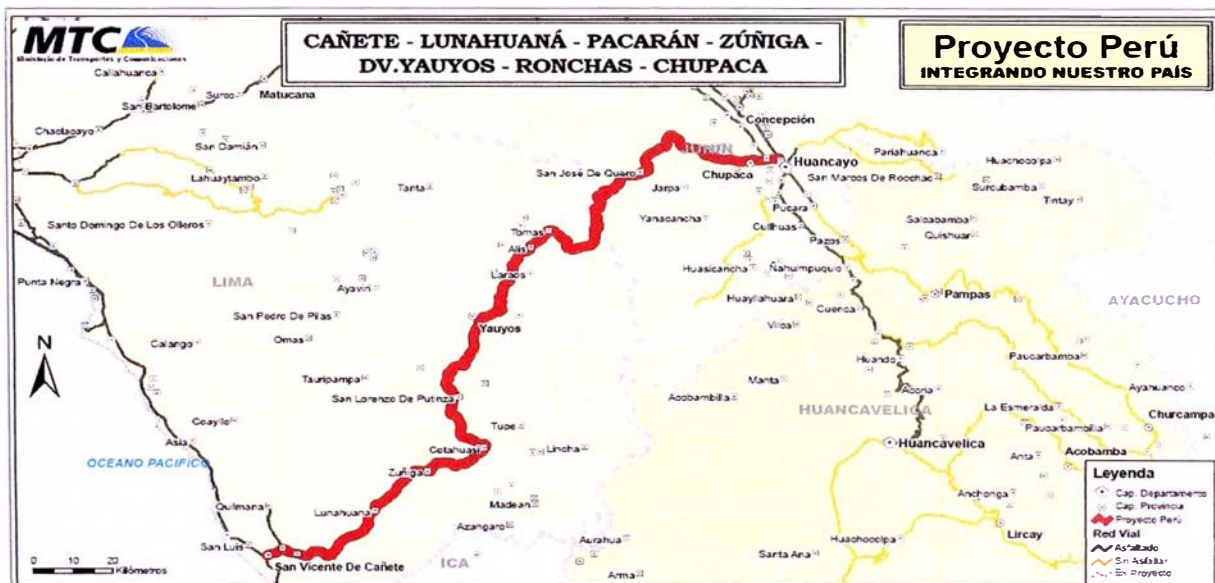 MTC
Ministerio de Transportes y Comunicaciones
CAÑETE - LUNAHUANÁ - PACARÁN - ZÚÑIGA -
DV.YAUYOS - RONCHAS - CHUPACA
Proyecto Perú
INTEGRANDO NUESTRO PAÍS
Callahuanca
Suroo
Matucana
San Bartolome
Chaclacayo
San Damián
Lahuaytambo
Tanta
Santo Domingo De Los Olleros
Punta Negra
LIMA
Ayaviri
San Pedro De Pilas
Omas
Calango
Tauripampa
Coayllo
Asia
OCEANO PACIFICO
Quilmana
San Luis
San Vicente De Cañete
Lunahuana
Zuñiga
Cotahuasi
San Lorenzo De Putinza
Yauyos
Laraos
Alis
Tomas
San José De Quero
JUNIN
Chupaca
Concepción
Huancayo
Jarpa
Yanacancha
Pariahuanca
San Marcos De Rocchac
Huachocolpa
Surcubamba
Tintay
Salcabamba
Quishuar
Pucara
Cullhuas
Pazos
Huasicancha
Ñahuimpuquio
Huayllahuara
Cuenca
Vilca
Pampas
AYACUCHO
Huando
Paucarbamba
Manta
Acobambilla
Acoria
Ayahuanco
HUANCAVELICA
La Esmeralda
Churcampa
Paucarbambilla
Huancavelica
Acobamba
Anta
Tupe
Lincha
Madean
Azangaro
Aurahua
ICA
Arma
Santa Ana
Huachocolpa
Anchonga
Lircay
N
0 10 20
Kilómetros
Leyenda
Cap. Departamento
Cap. Provincia
Proyecto Perú
Red Vial
Asfaltado
Sin Asfaltar
En Proyecto